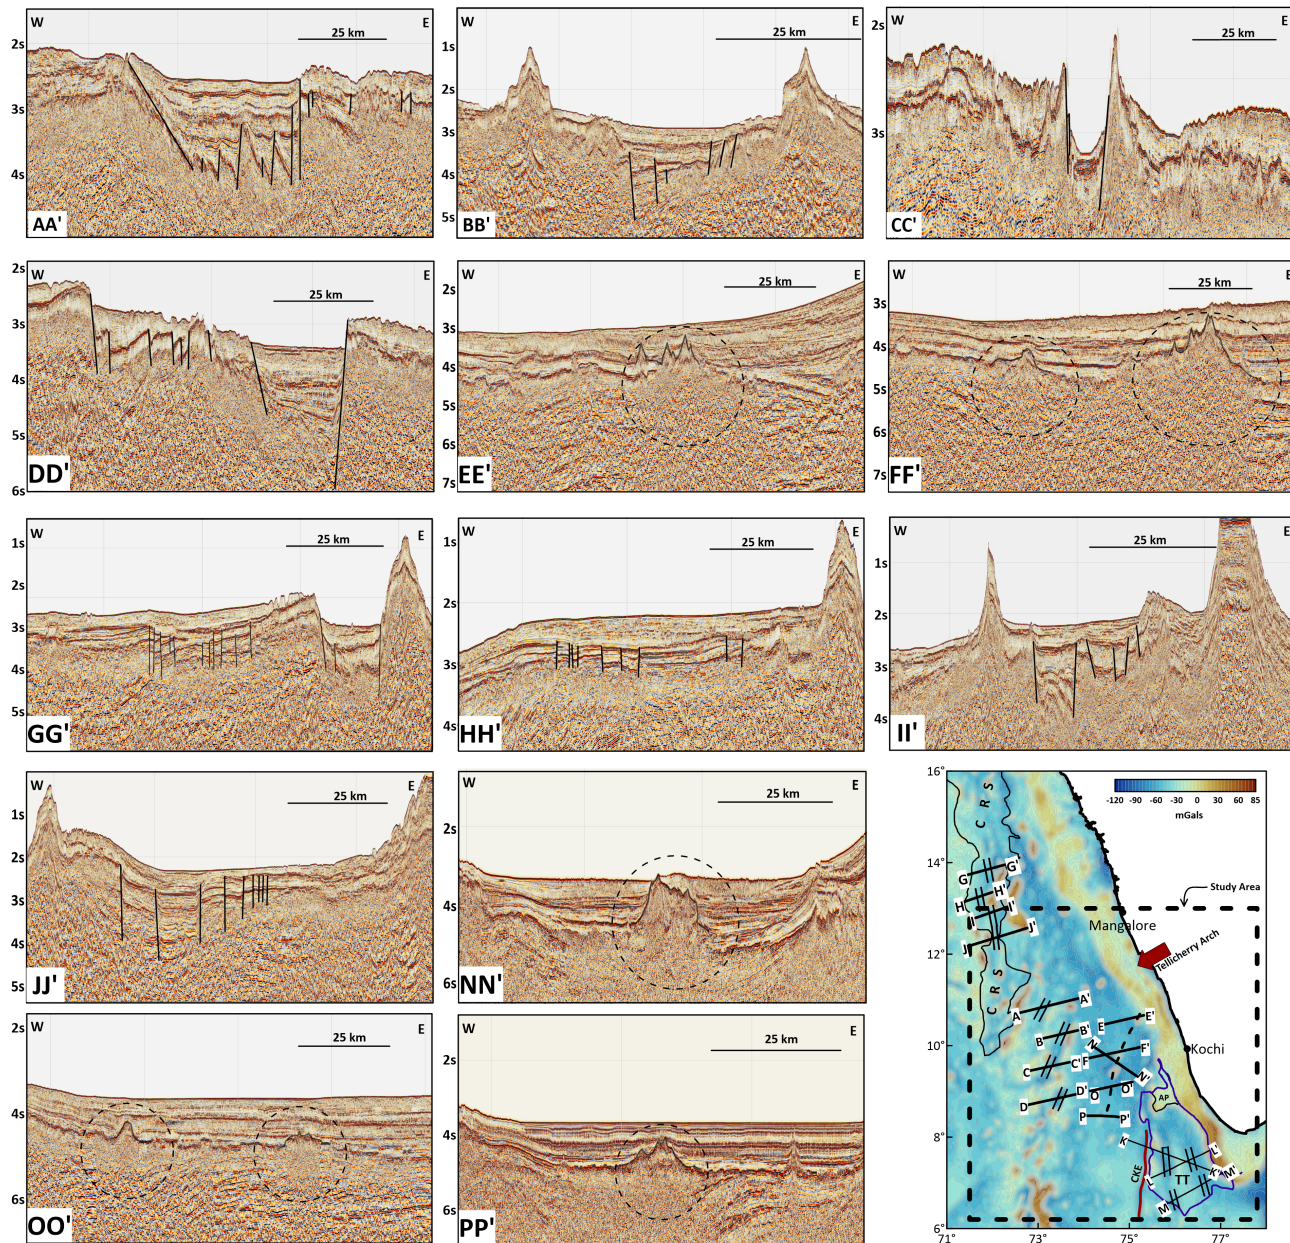 W
E
25 km
2s
3s
4s
AA'
W
E
25 km
1s
2s
3s
4s
5s
BB'
W
E
25 km
2s
3s
CC'
W
E
25 km
2s
3s
4s
5s
6s
DD'
W
E
25 km
2s
3s
4s
5s
6s
7s
EE'
W
E
25 km
3s
4s
5s
6s
7s
FF'
W
E
25 km
1s
2s
3s
4s
5s
GG'
W
E
25 km
2s
3s
4s
HH'
W
E
25 km
1s
2s
3s
4s
II'
W
E
25 km
1s
2s
3s
4s
5s
JJ'
W
E
25 km
2s
4s
6s
NN'
W
E
25 km
2s
4s
6s
OO'
W
E
25 km
2s
4s
6s
PP'
16°
14°
12°
10°
8°
6°
71°
73°
75°
77°
-120 -90 -60 -30 0 30 60 85
mGals
C R S
Study Area
G G'
H H'
I I'
J J'
Mangalore
Tellicherry Arch
C R S
A A'
B B'
E E'
N
Kochi
C C'
F F'
D D'
O O'
N'
P P'
AP
K
L'
CKE
TT
L
K'
M'
M